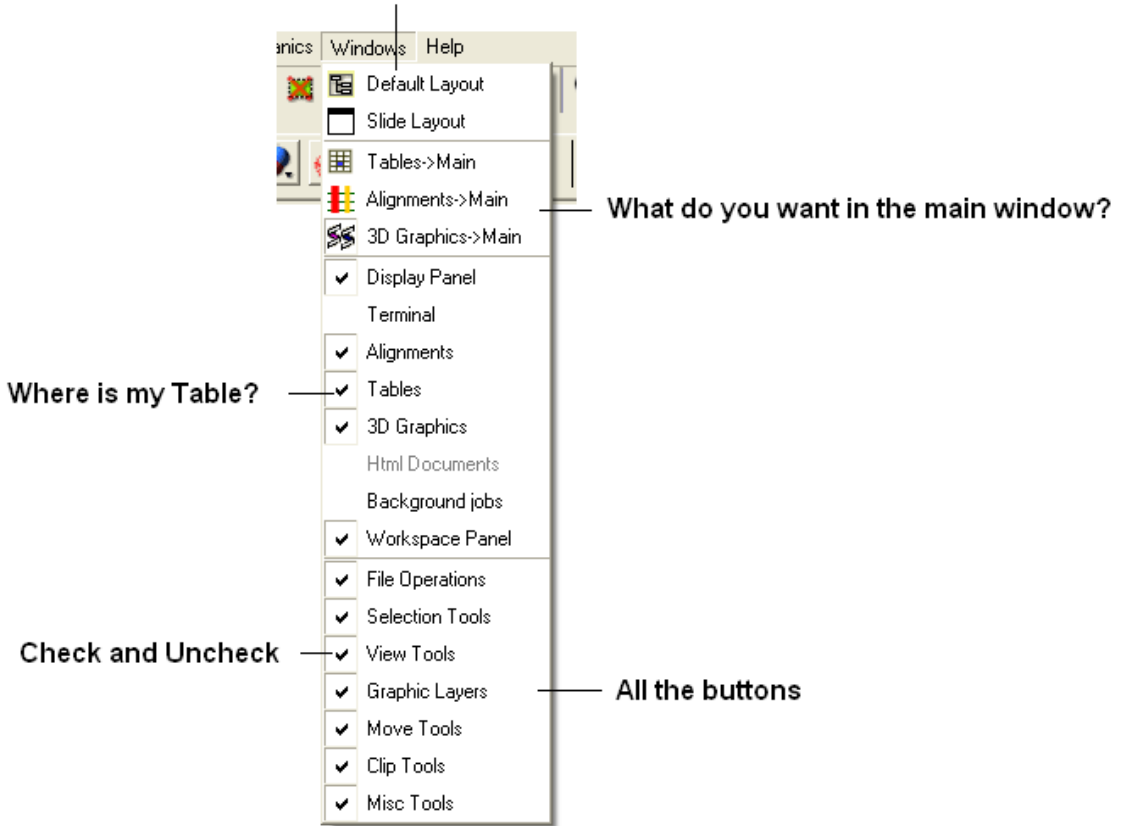 anics Windows Help
Default Layout
Slide Layout
Tables->Main
Alignments->Main
What do you want in the main window?
3D Graphics->Main
Display Panel
Terminal
Alignments
Where is my Table?
Tables
3D Graphics
Html Documents
Background jobs
Workspace Panel
File Operations
Selection Tools
Check and Uncheck
View Tools
Graphic Layers
All the buttons
Move Tools
Clip Tools
Misc Tools